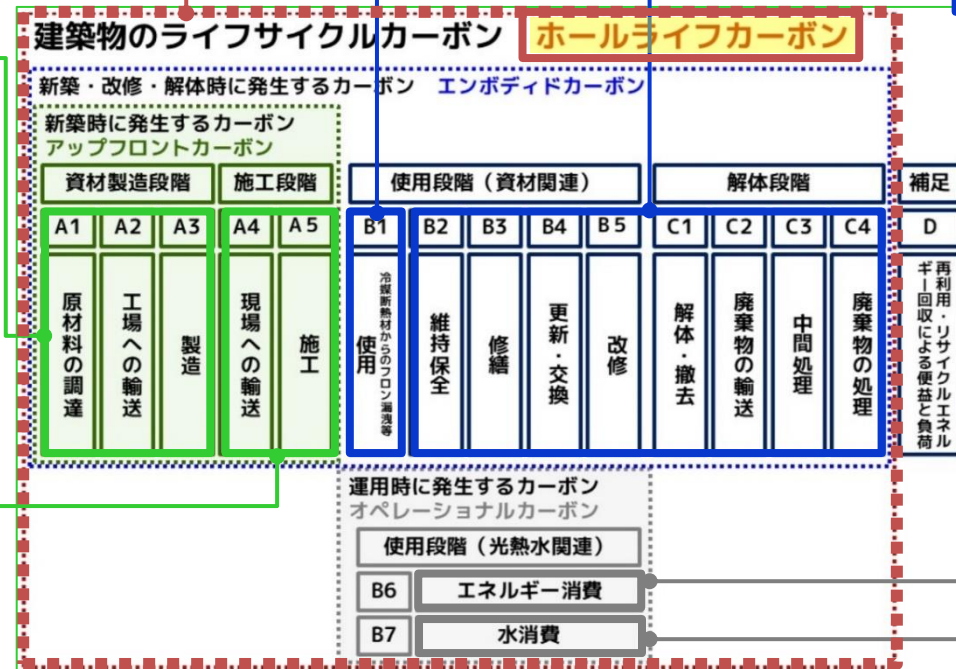 建築物のライフサイクルカーボン ホールライフカーボン
新築・改修・解体時に発生するカーボン エンボディドカーボン
新築時に発生するカーボン
アップフロントカーボン
資材製造段階 施工段階 使用段階（資材関連） 解体段階 補足
A1 A2 A3 A4 A5 B1 B2 B3 B4 B5 C1 C2 C3 C4 D
原材料の調達
工場への輸送
製造
現場への輸送
施工
使用
冷媒断熱材からのフロン漏洩等
維持保全
修繕
更新・交換
改修
解体・撤去
廃棄物の輸送
中間処理
廃棄物の処理
再利用・リサイクルエネル
ギー回収による便益と負荷
運用時に発生するカーボン
オペレーショナルカーボン
使用段階（光熱水関連）
B6 エネルギー消費
B7 水消費